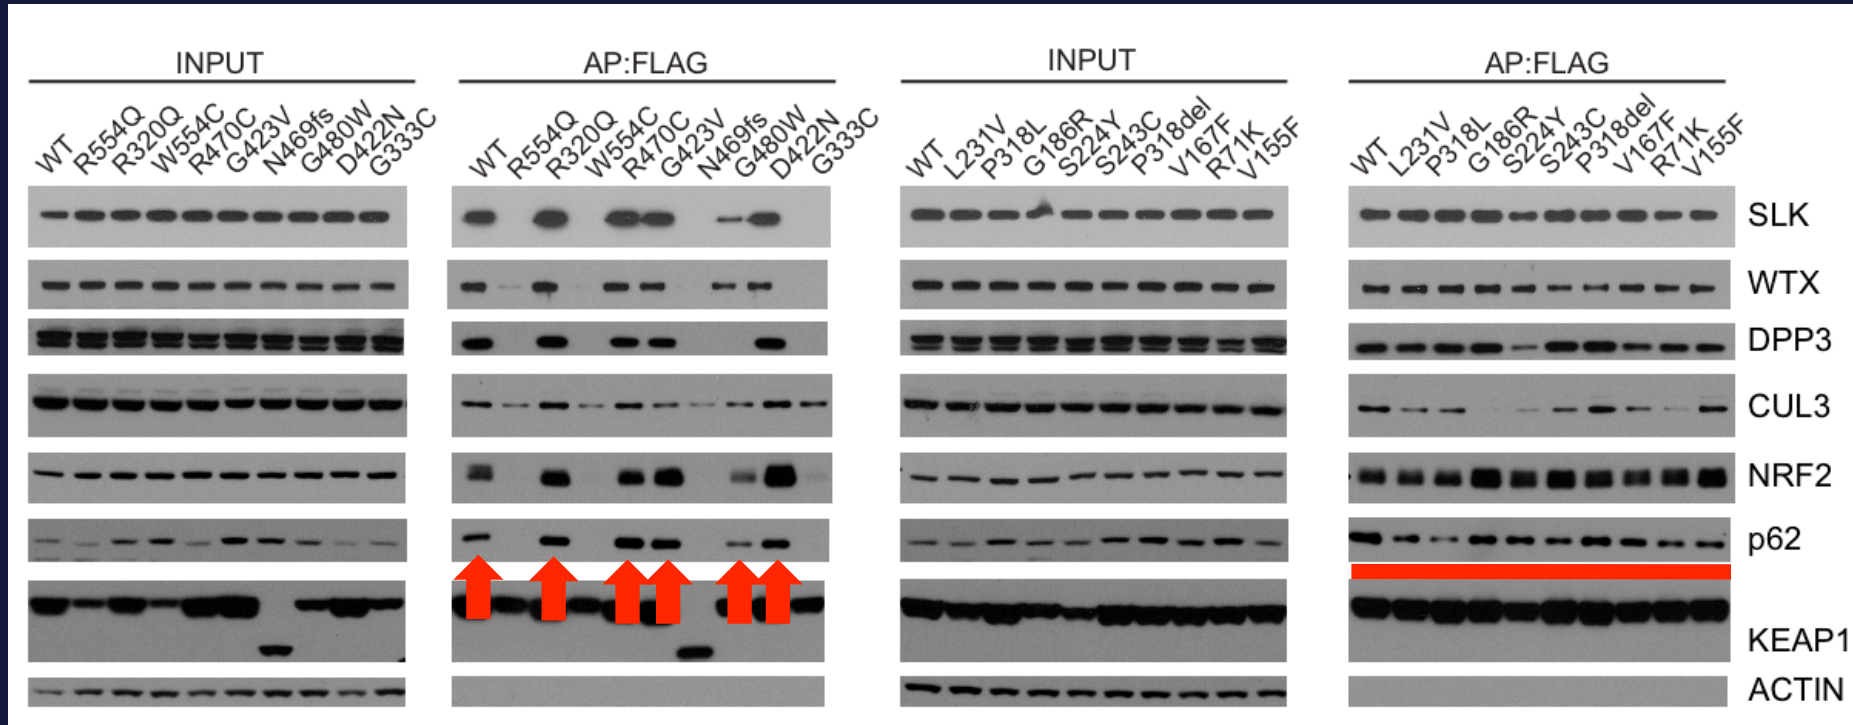 INPUT AP:FLAG INPUT AP:FLAG
WT R554Q R320Q W554C R470C G423V N469fs G480W D422N G333C WT R554Q R320Q W554C R470C G423V N469fs G480W D422N G333C WT L231V P318L G186R S224Y S243C P318del V167F R71K V155F WT L231V P318L G186R S224Y S243C P318del V167F R71K V155F
SLK
WTX
DPP3
CUL3
NRF2
p62
KEAP1
ACTIN